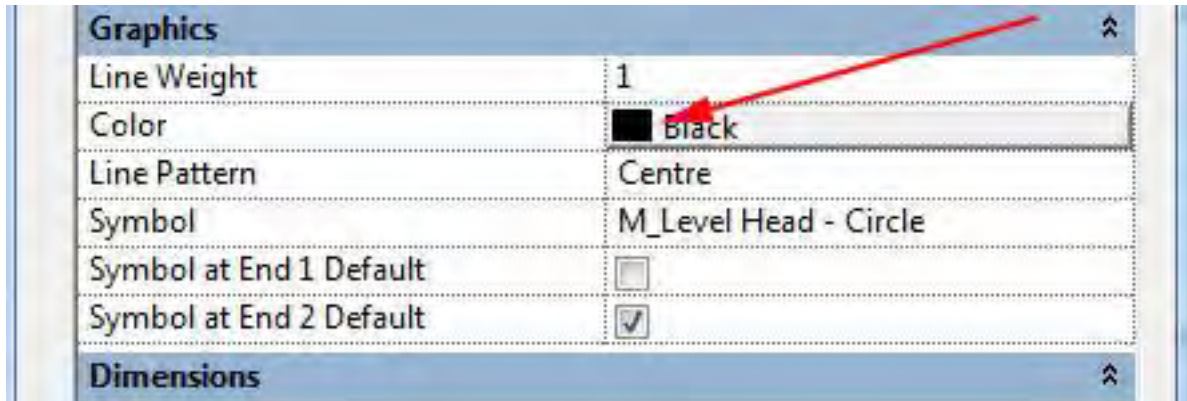 Graphics
Line Weight 1
Color Black
Line Pattern Centre
Symbol M_Level Head - Circle
Symbol at End 1 Default
Symbol at End 2 Default
Dimensions